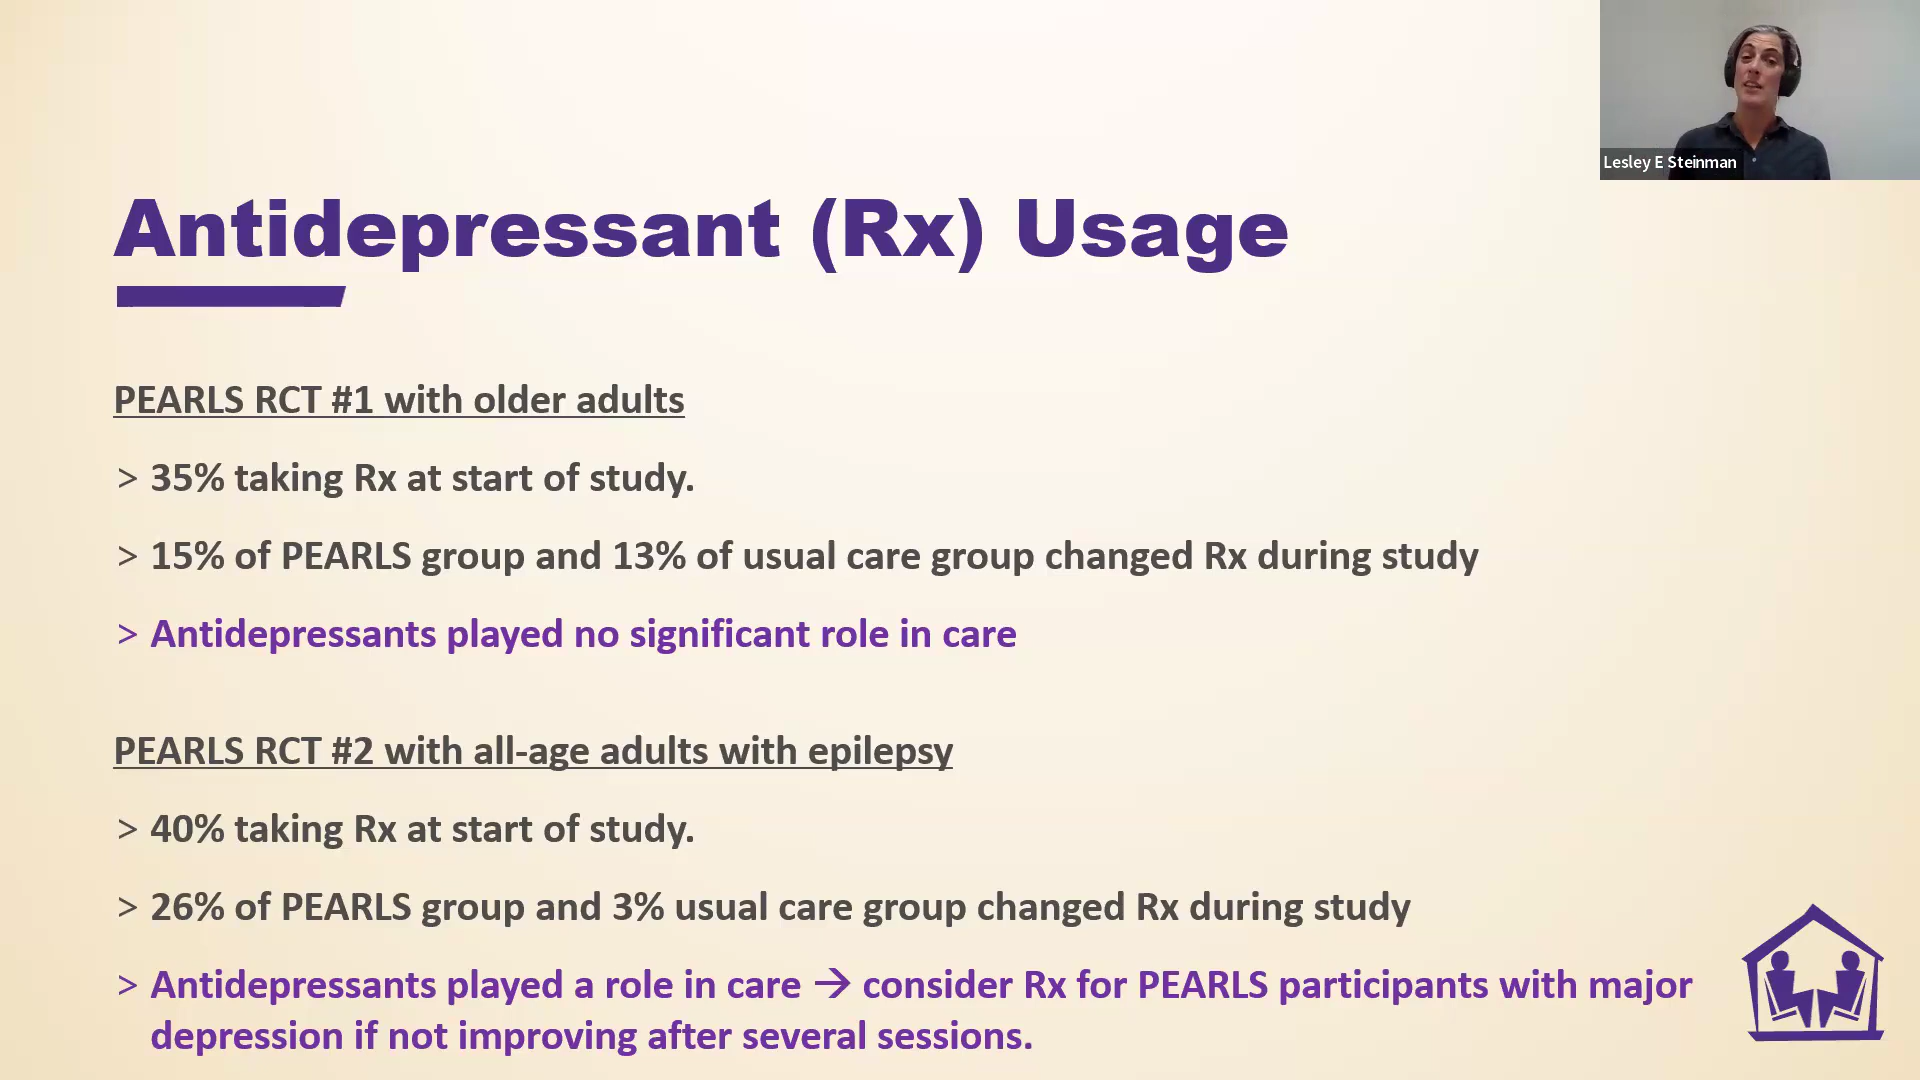 Lesley E Steinman
Antidepressant (Rx) Usage
PEARLS RCT #1 with older adults
> 35% taking Rx at start of study.
> 15% of PEARLS group and 13% of usual care group changed Rx during study
> Antidepressants played no significant role in care
PEARLS RCT #2 with all-age adults with epilepsy
> 40% taking Rx at start of study.
> 26% of PEARLS group and 3% usual care group changed Rx during study
> Antidepressants played a role in care → consider Rx for PEARLS participants with major
depression if not improving after several sessions.